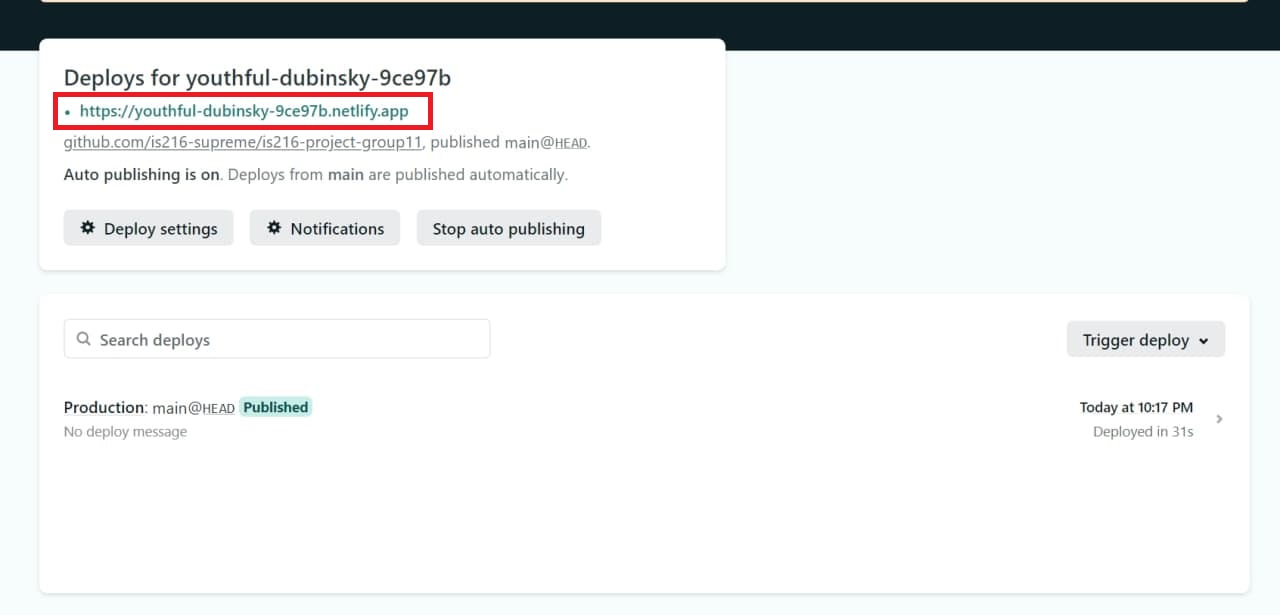 Deploys for youthful-dubinsky-9ce97b
• https://youthful-dubinsky-9ce97b.netlify.app
github.com/is216-supreme/is216-project-group11, published main@HEAD.
Auto publishing is on. Deploys from main are published automatically.
Deploy settings Notifications Stop auto publishing
Search deploys Trigger deploy
Production: main@HEAD Published Today at 10:17 PM
No deploy message Deployed in 31s